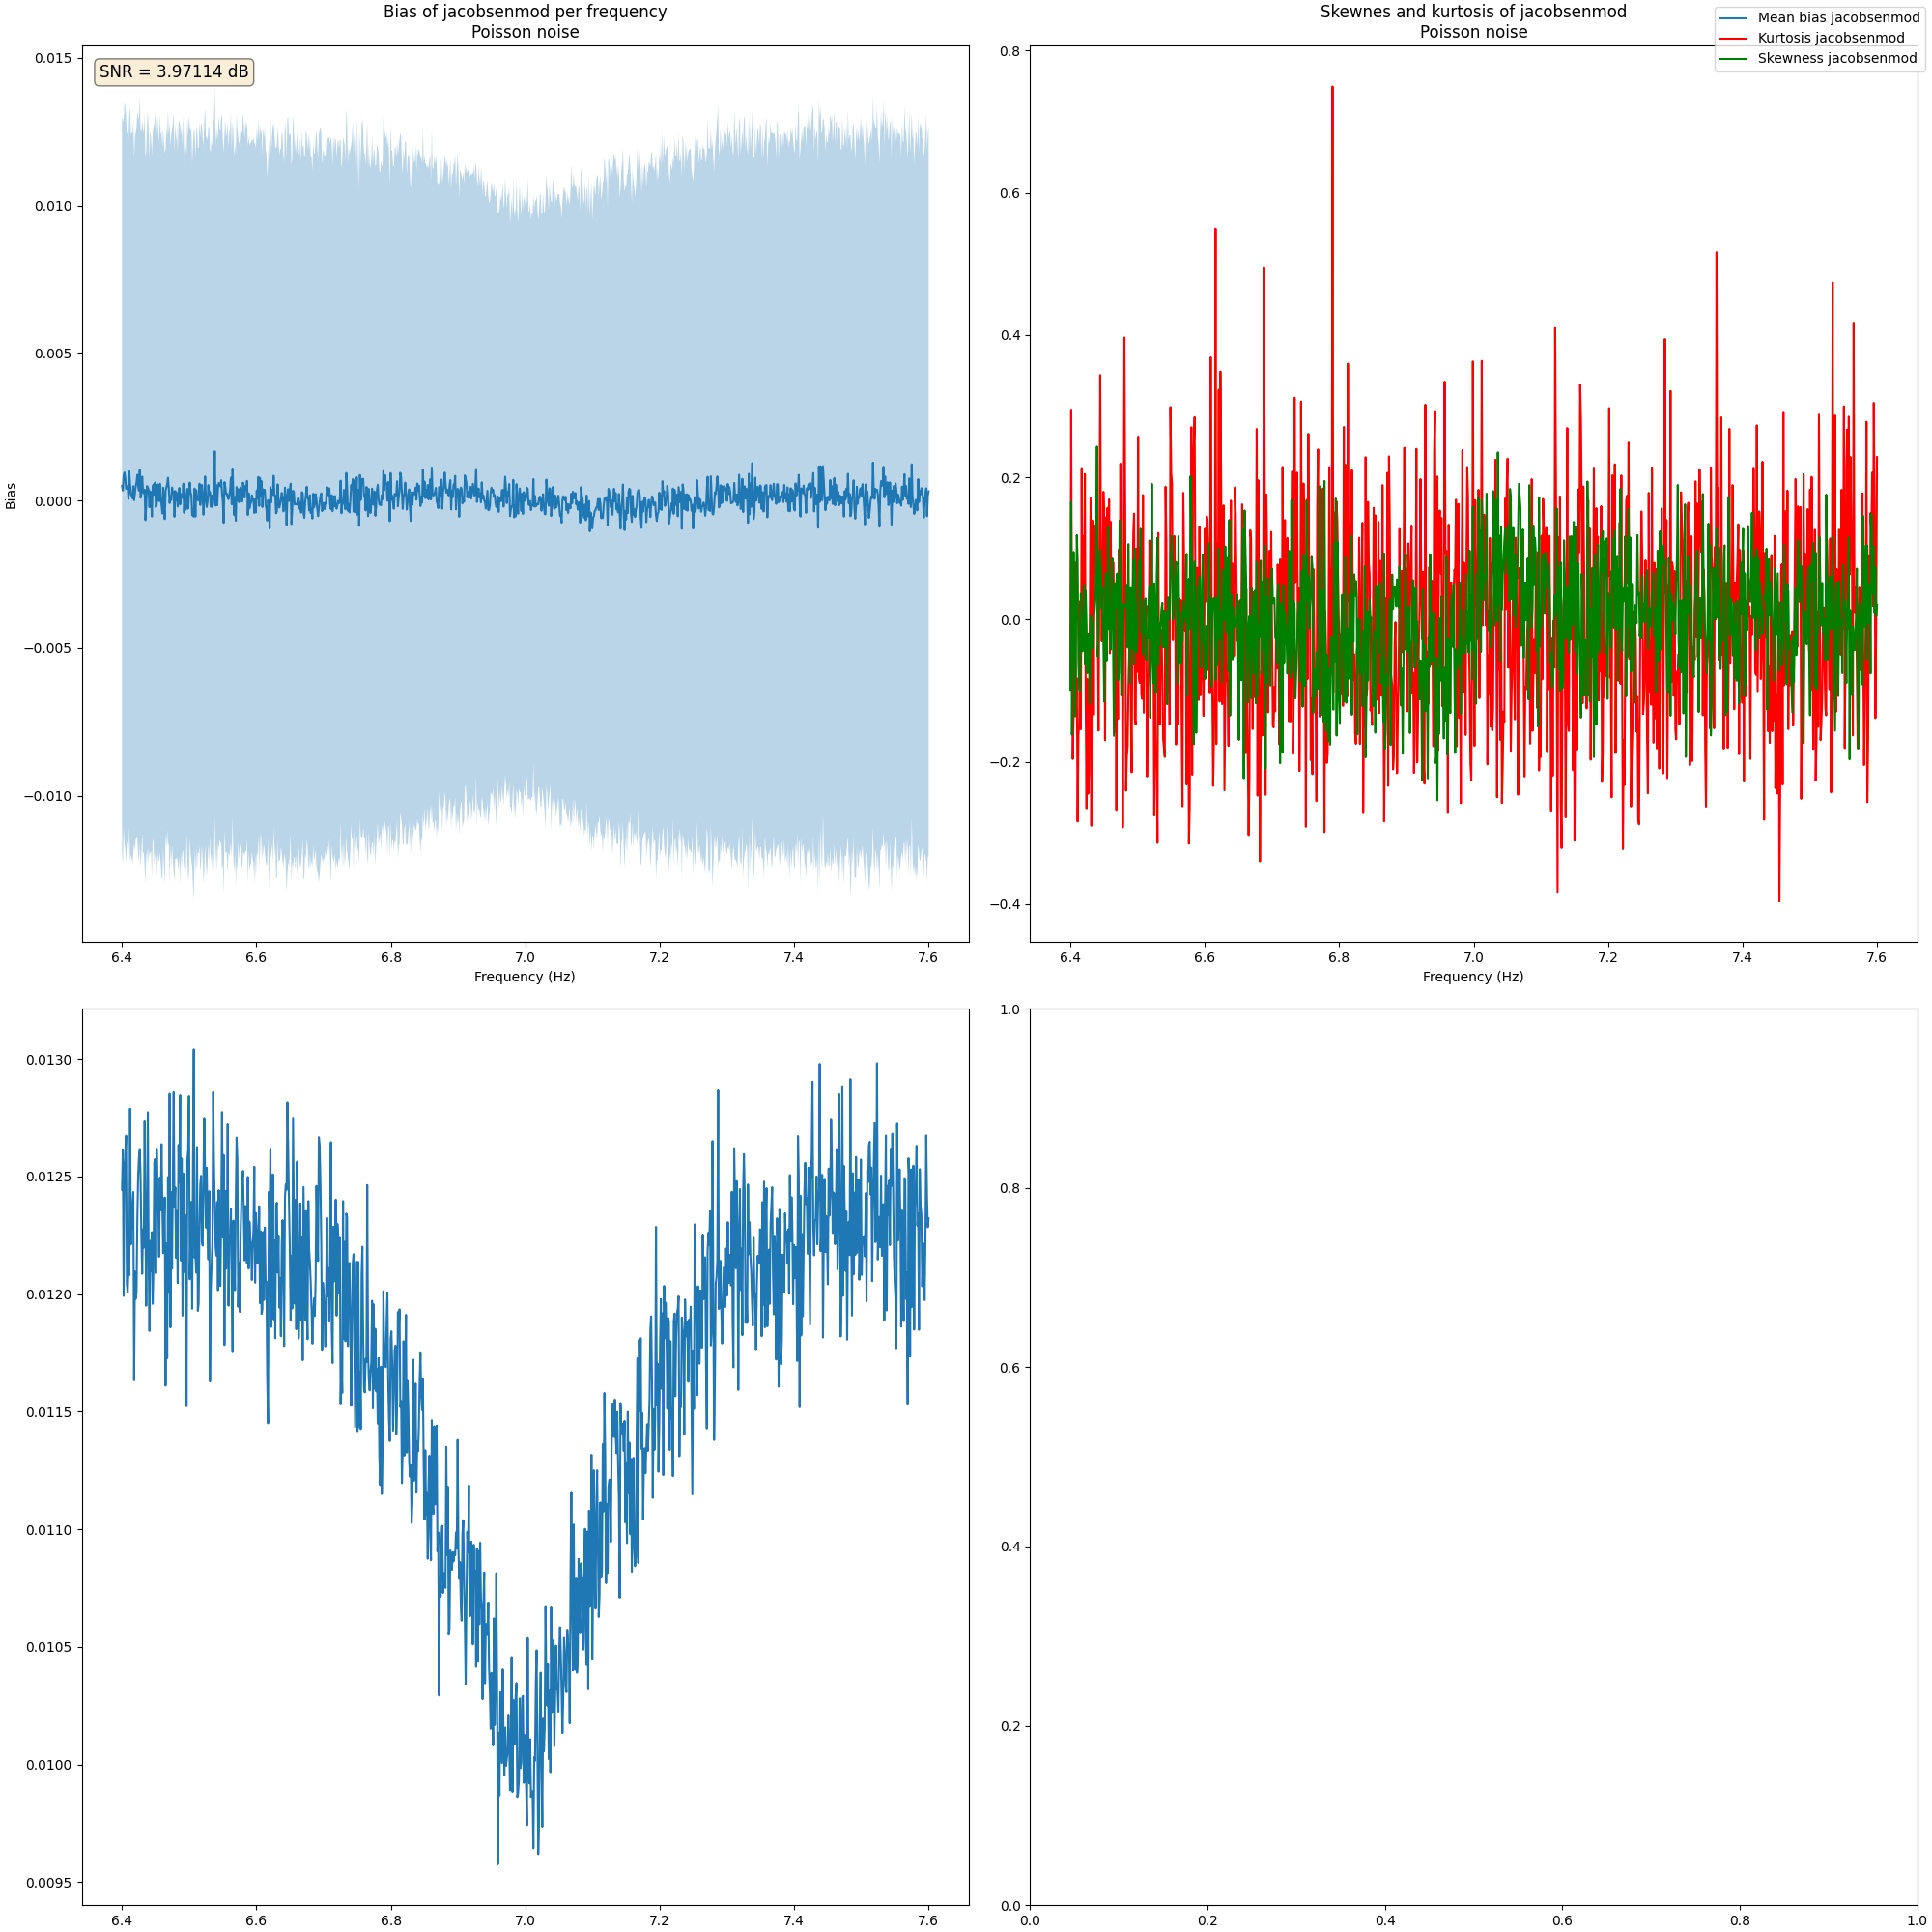 Bias of jacobsenmod per frequency
Poisson noise
SNR = 3.97114 dB
0.015
0.010
0.005
0.000
−0.005
−0.010
Bias
6.4 6.6 6.8 7.0 7.2 7.4 7.6
Frequency (Hz)
Skewnes and kurtosis of jacobsenmod
Poisson noise
Mean bias jacobsenmod
Kurtosis jacobsenmod
Skewness jacobsenmod
0.8
0.6
0.4
0.2
0.0
−0.2
−0.4
6.4 6.6 6.8 7.0 7.2 7.4 7.6
Frequency (Hz)
0.0130
0.0125
0.0120
0.0115
0.0110
0.0105
0.0100
0.0095
6.4 6.6 6.8 7.0 7.2 7.4 7.6
1.0
0.8
0.6
0.4
0.2
0.0
0.0 0.2 0.4 0.6 0.8 1.0